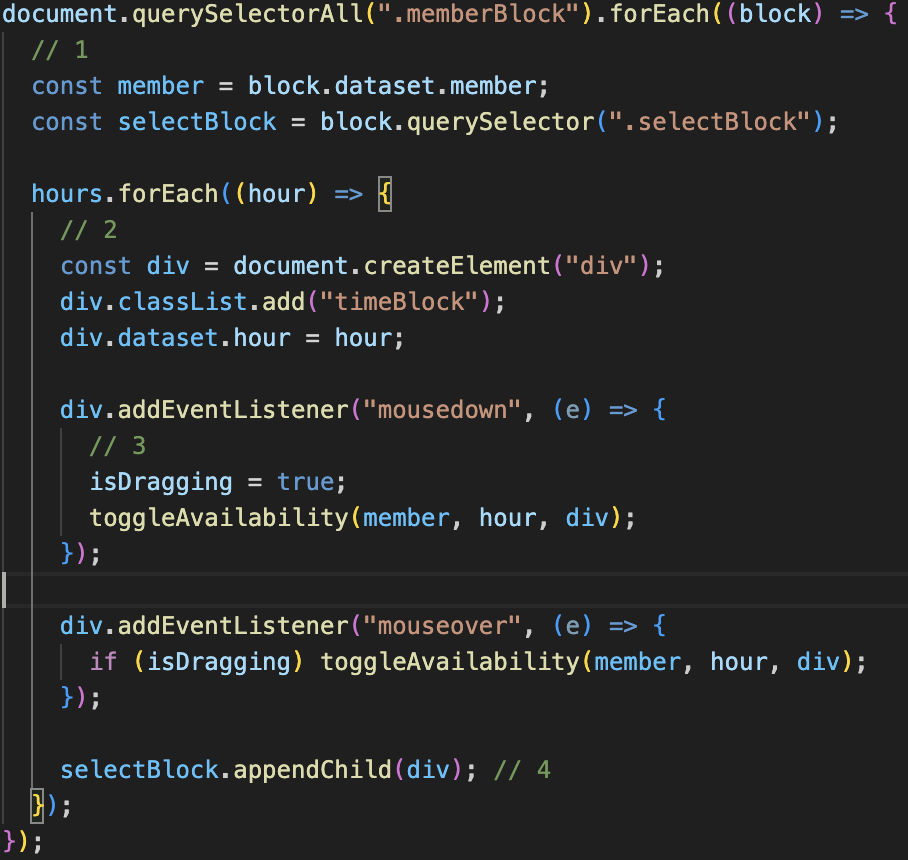 document.querySelectorAll(".memberBlock").forEach((block) => {
  // 1
  const member = block.dataset.member;
  const selectBlock = block.querySelector(".selectBlock");

  hours.forEach((hour) => {
    // 2
    const div = document.createElement("div");
    div.classList.add("timeBlock");
    div.dataset.hour = hour;

    div.addEventListener("mousedown", (e) => {
      // 3
      isDragging = true;
      toggleAvailability(member, hour, div);
    });

    div.addEventListener("mouseover", (e) => {
      if (isDragging) toggleAvailability(member, hour, div);
    });

    selectBlock.appendChild(div); // 4
  });
});